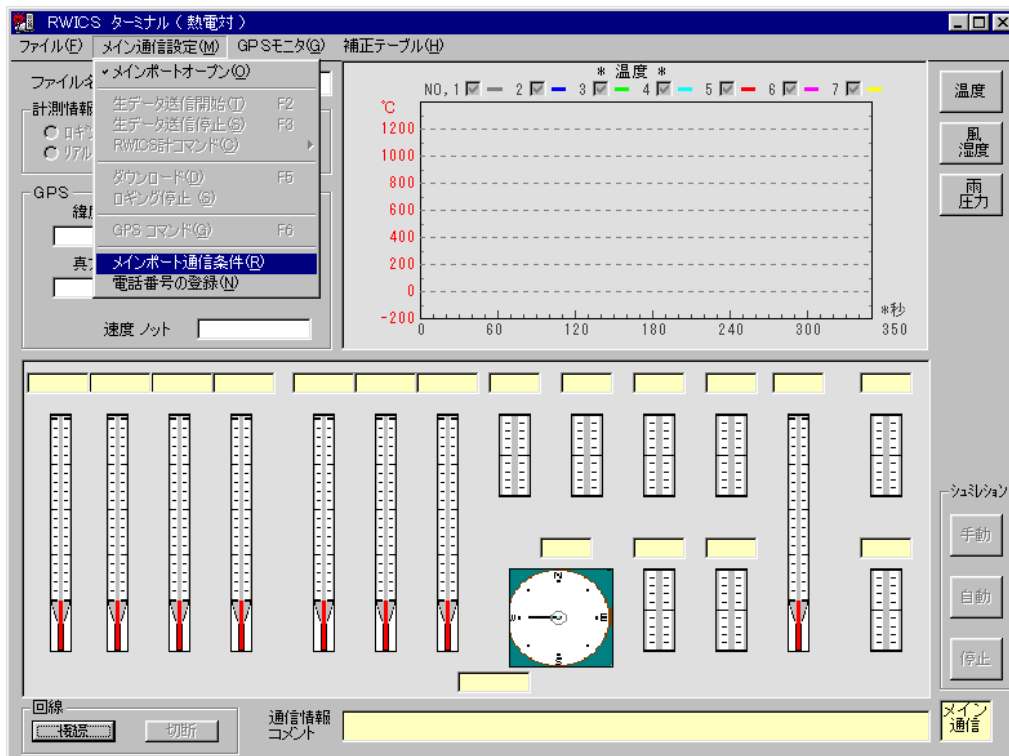 RWICS ターミナル(熱電対)
ファイル(F) メイン通信設定(M) GPSモニタ(G) 補正テーブル(H)
メインポートオープン(O)
生データ送信開始(T) F2
生データ送信停止(S) F3
RWICS計コマンド(C)
ダウンロード(D) F5
ロギング停止 (S)
GPS コマンド(G) F6
メインポート通信条件(R)
電話番号の登録(N)
ファイル名
計測情報
ロギン
リアル
GPS
緯度
真方
速度 ノット
* 温度 *
NO,1 2 3 4 5 6 7
℃
1200
1000
800
600
400
200
0
-200
*秒
0 60 120 180 240 300 350
温度
風
湿度
雨
圧力
シュミレション
手動
自動
停止
N
E
S
W
回線
接続 切断
通信情報
コメント
メイン
通信